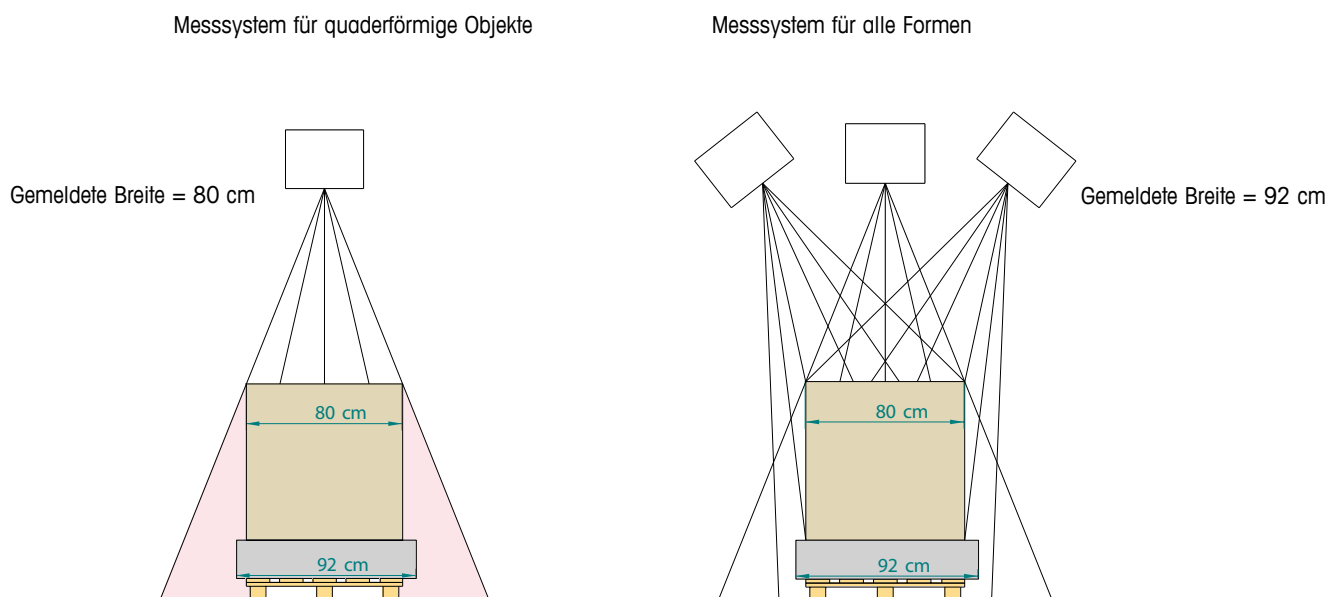 Messsystem für quaderförmige Objekte
Messsystem für alle Formen
Gemeldete Breite = 80 cm
Gemeldete Breite = 92 cm
80 cm
80 cm
92 cm
92 cm